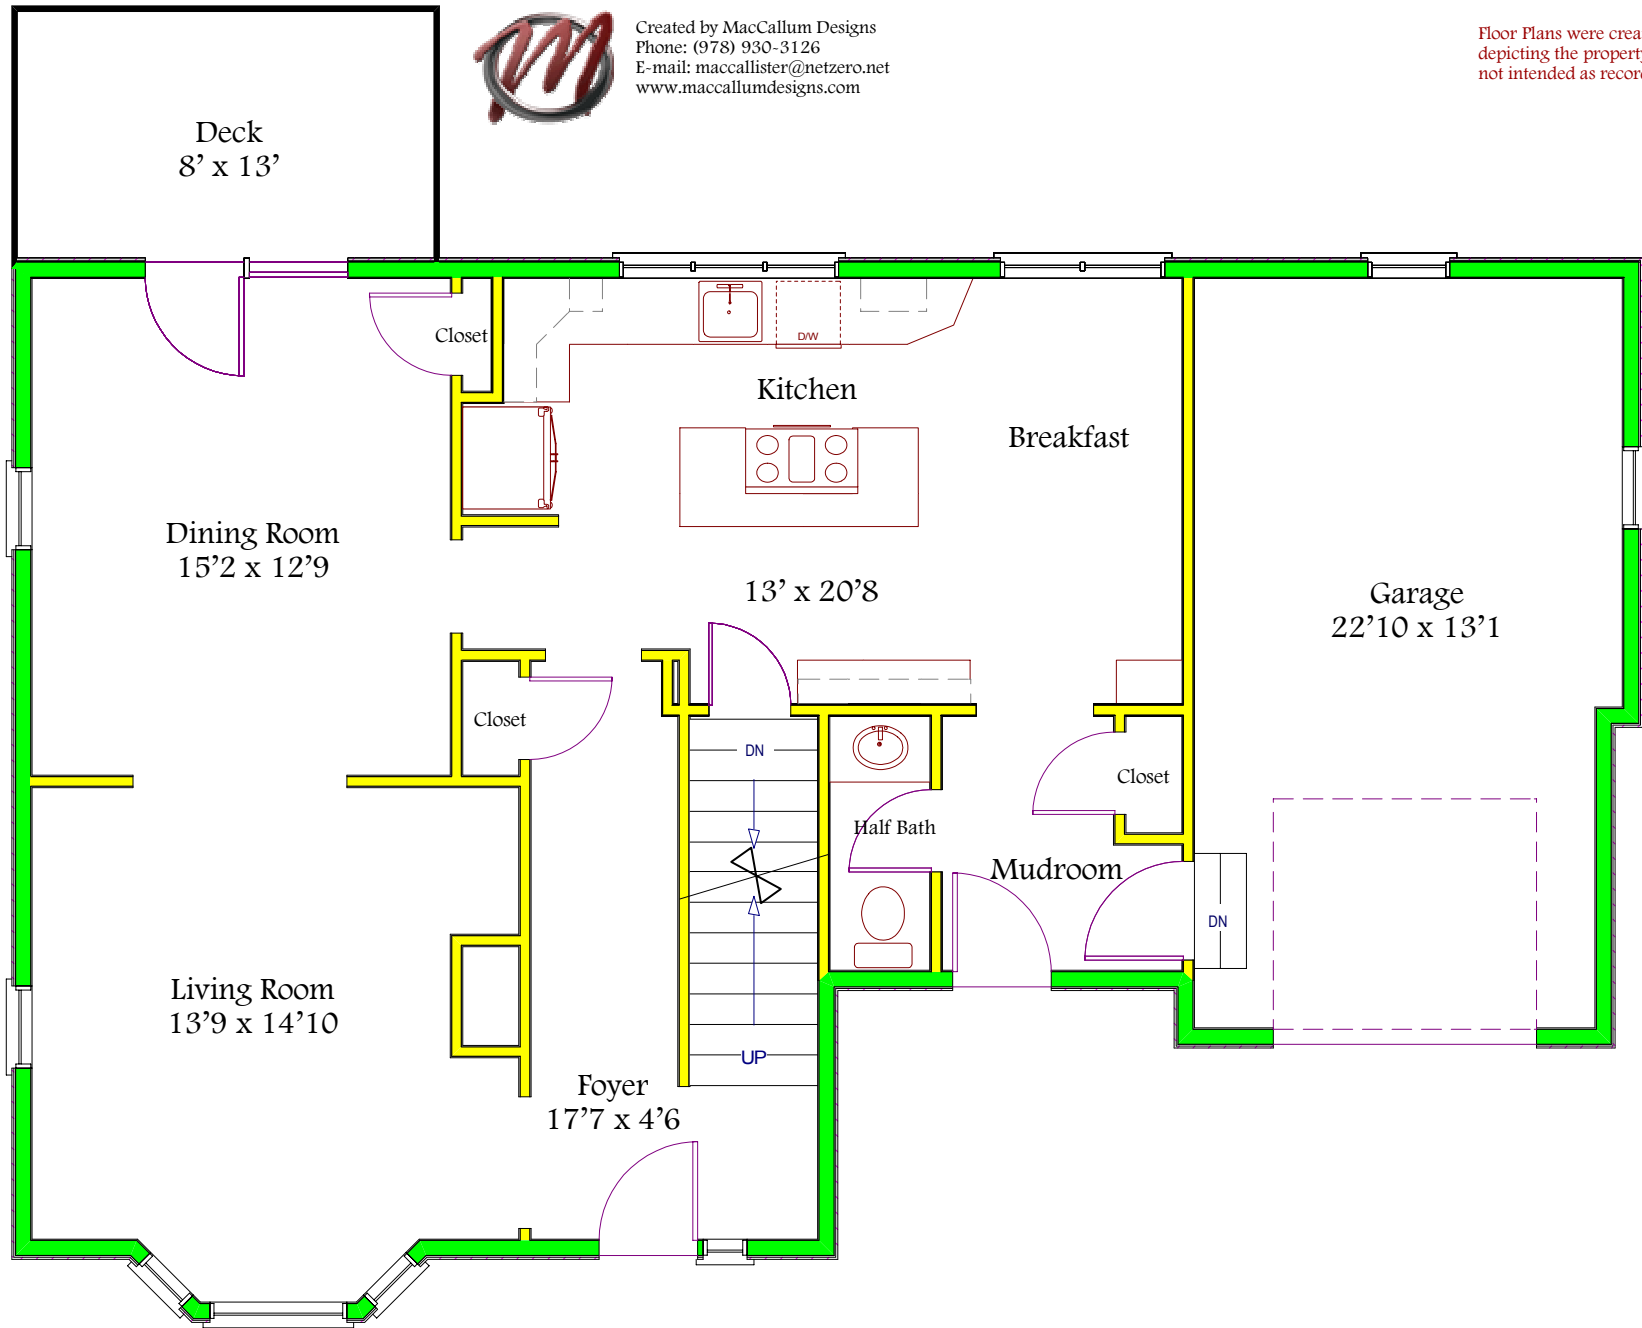 Created by MacCallum Designs
Phone: (978) 930-3126
E-mail: maccallister@netzero.net
www.maccallumdesigns.com
Floor Plans were crea
depicting the property
not intended as recor
Deck
8' x 13'
Closet
D/W
Kitchen
Breakfast
Dining Room
15'2 x 12'9
13' x 20'8
Garage
22'10 x 13'1
Closet
DN
Closet
Half Bath
Mudroom
DN
Living Room
13'9 x 14'10
UP
Foyer
17'7 x 4'6